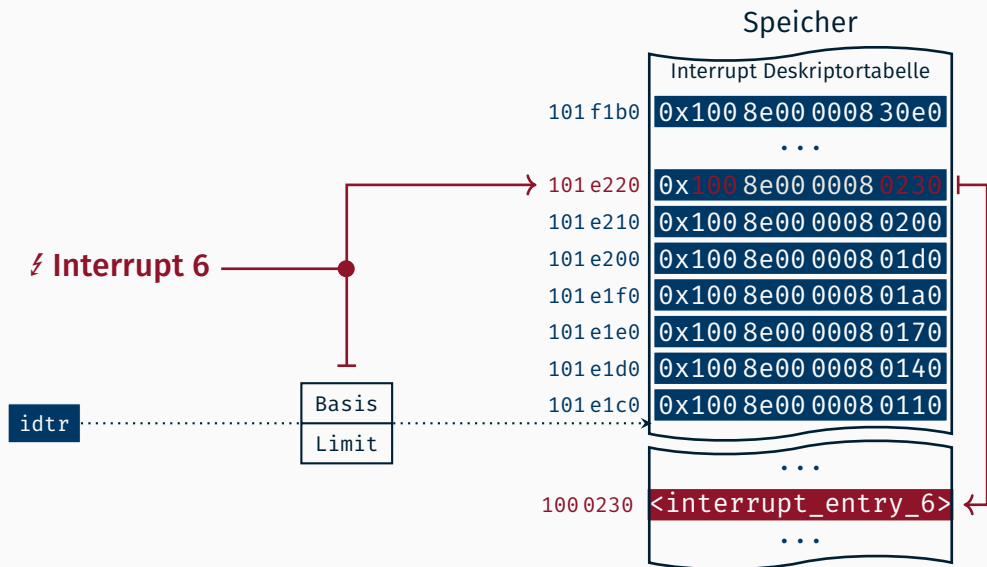 Speicher
Interrupt Deskriptortabelle
101 f1b0 0x100 8e00 0008 30e0
...
101 e220 0x100 8e00 0008 0230
101 e210 0x100 8e00 0008 0200
⚡ Interrupt 6
101 e200 0x100 8e00 0008 01d0
101 e1f0 0x100 8e00 0008 01a0
101 e1e0 0x100 8e00 0008 0170
101 e1d0 0x100 8e00 0008 0140
101 e1c0 0x100 8e00 0008 0110
Basis
idtr
Limit
...
100 0230 <interrupt_entry_6>
...